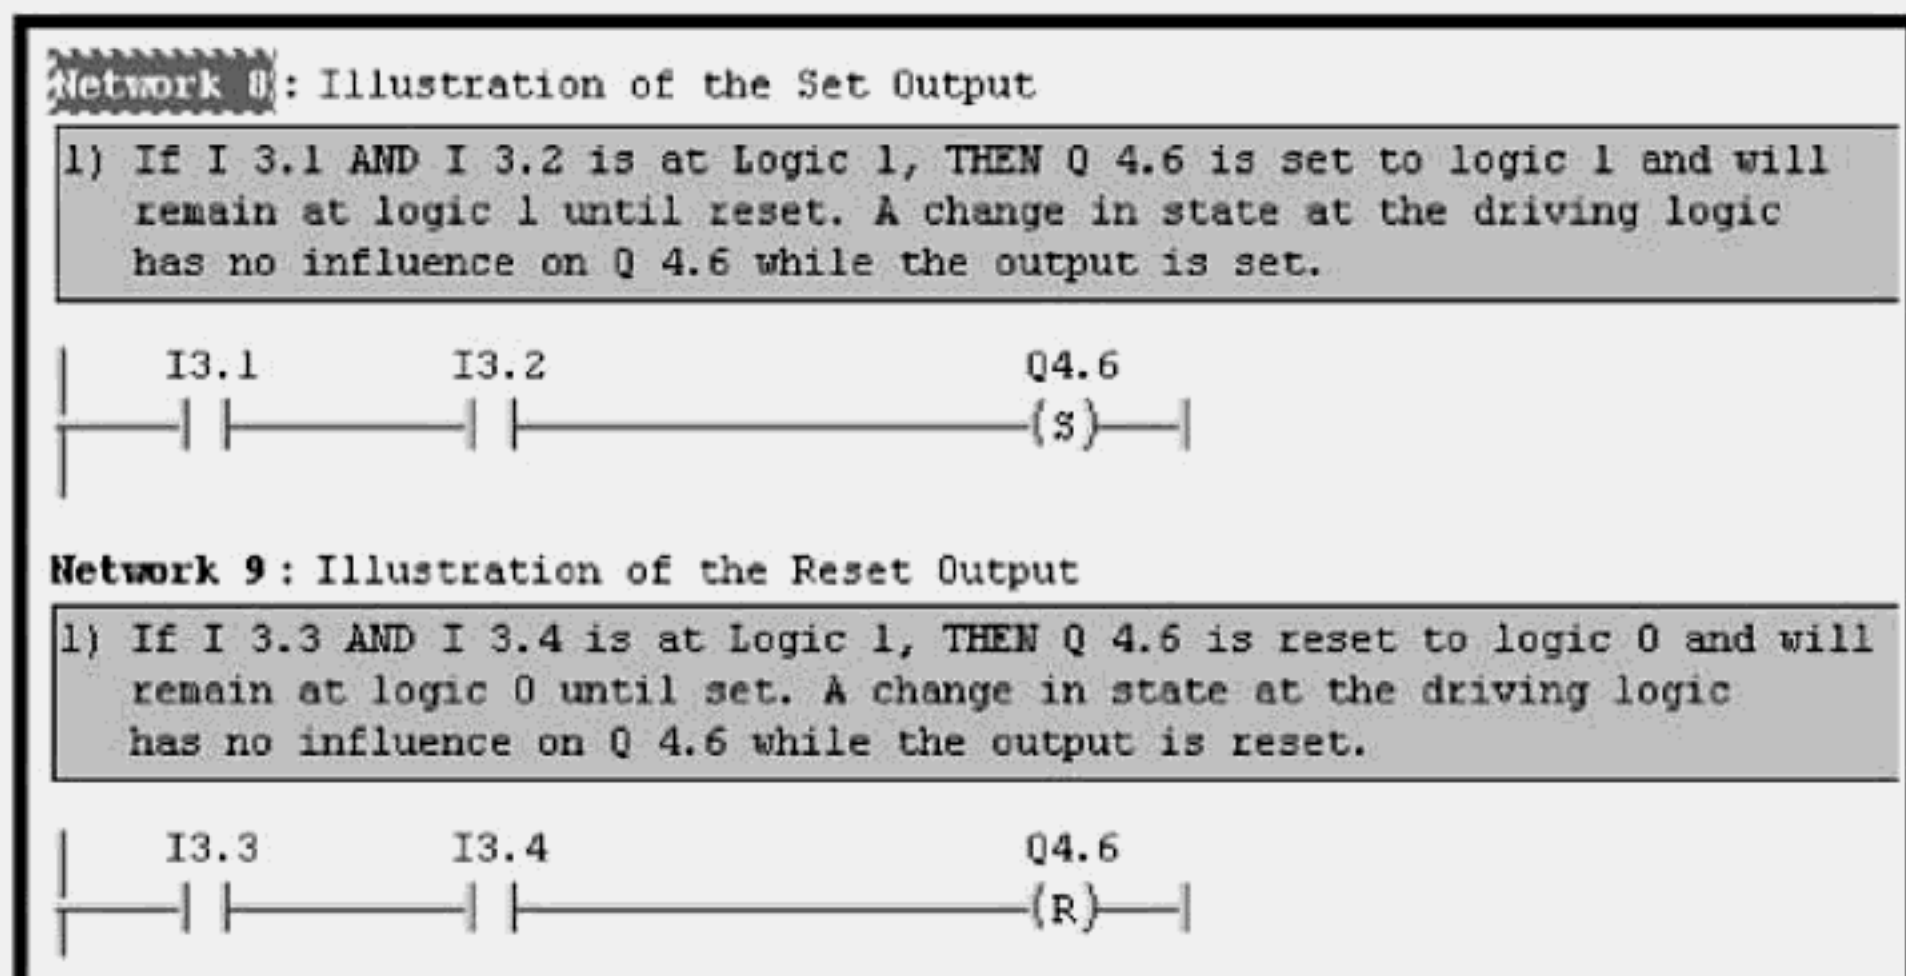 Network 8: Illustration of the Set Output
1) If I 3.1 AND I 3.2 is at Logic 1, THEN Q 4.6 is set to logic 1 and will
remain at logic 1 until reset. A change in state at the driving logic
has no influence on Q 4.6 while the output is set.
I3.1 I3.2 Q4.6
(S)
Network 9: Illustration of the Reset Output
1) If I 3.3 AND I 3.4 is at Logic 1, THEN Q 4.6 is reset to logic 0 and will
remain at logic 0 until set. A change in state at the driving logic
has no influence on Q 4.6 while the output is reset.
I3.3 I3.4 Q4.6
(R)